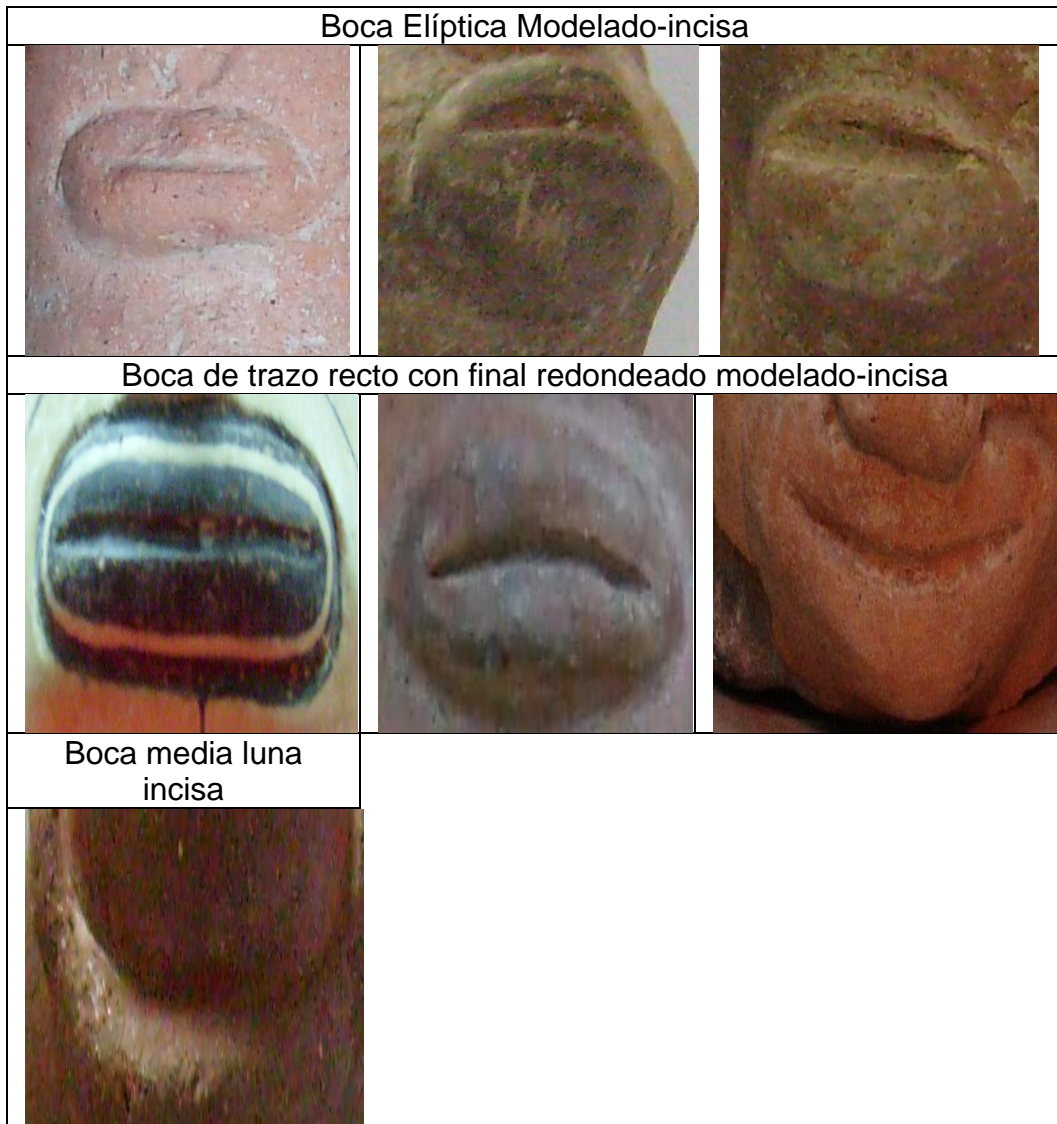 Boca Elíptica Modelado-incisa
Boca de trazo recto con final redondeado modelado-incisa
Boca media luna
incisa